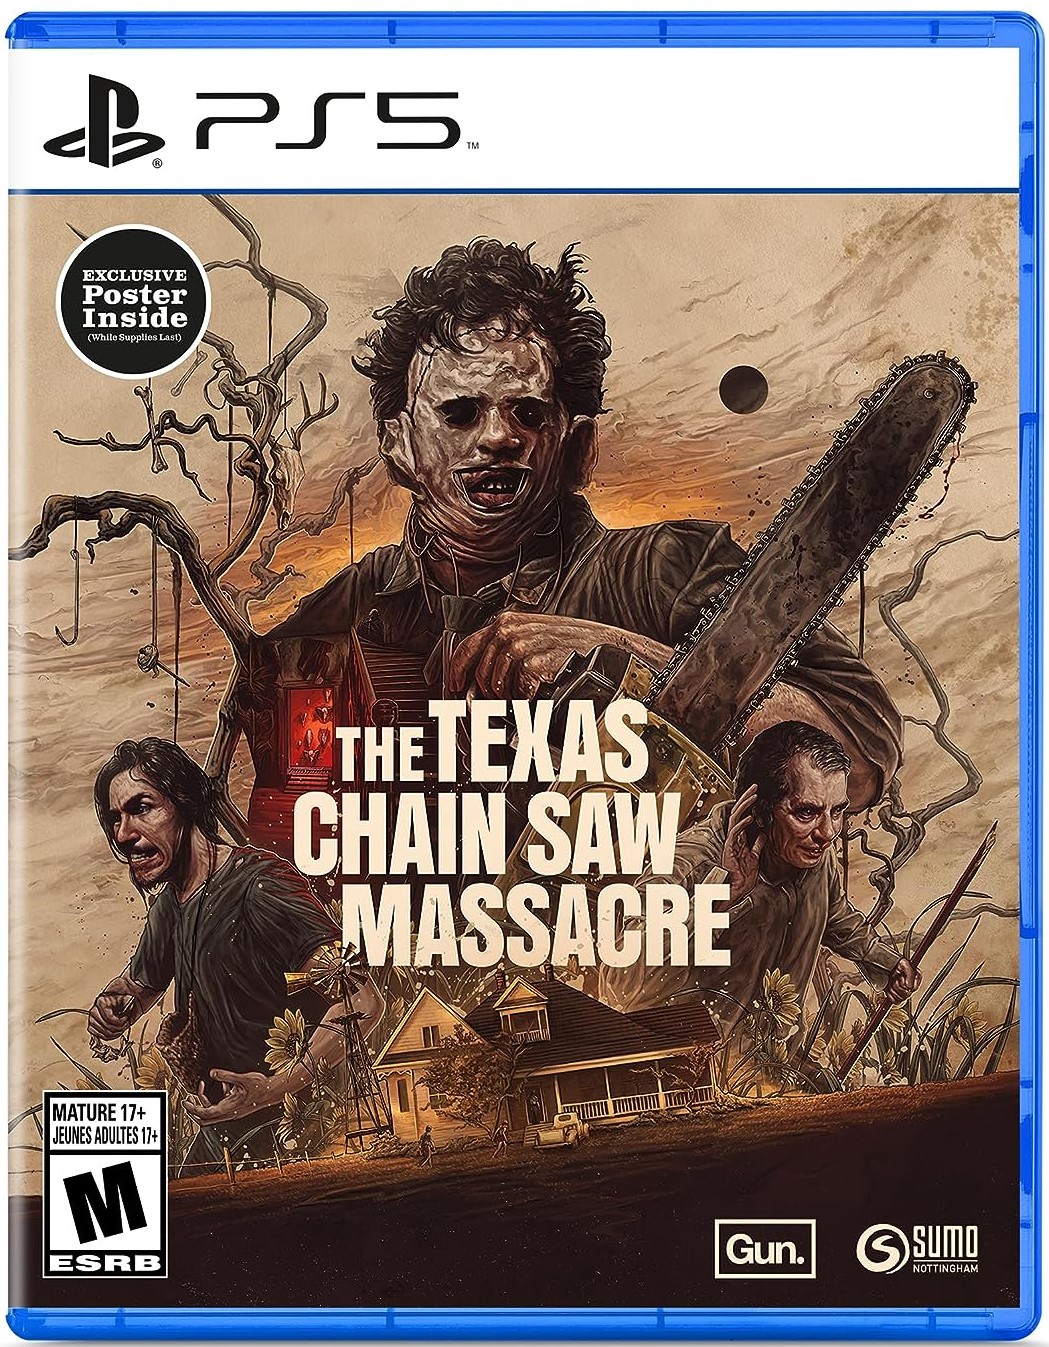 PS5™
EXCLUSIVE
Poster
Inside
(While Supplies Last)
THE TEXAS
CHAIN SAW
MASSACRE
MATURE 17+
JEUNES ADULTES 17+
M
ESRB
Gun.
SUMO
NOTTINGHAM